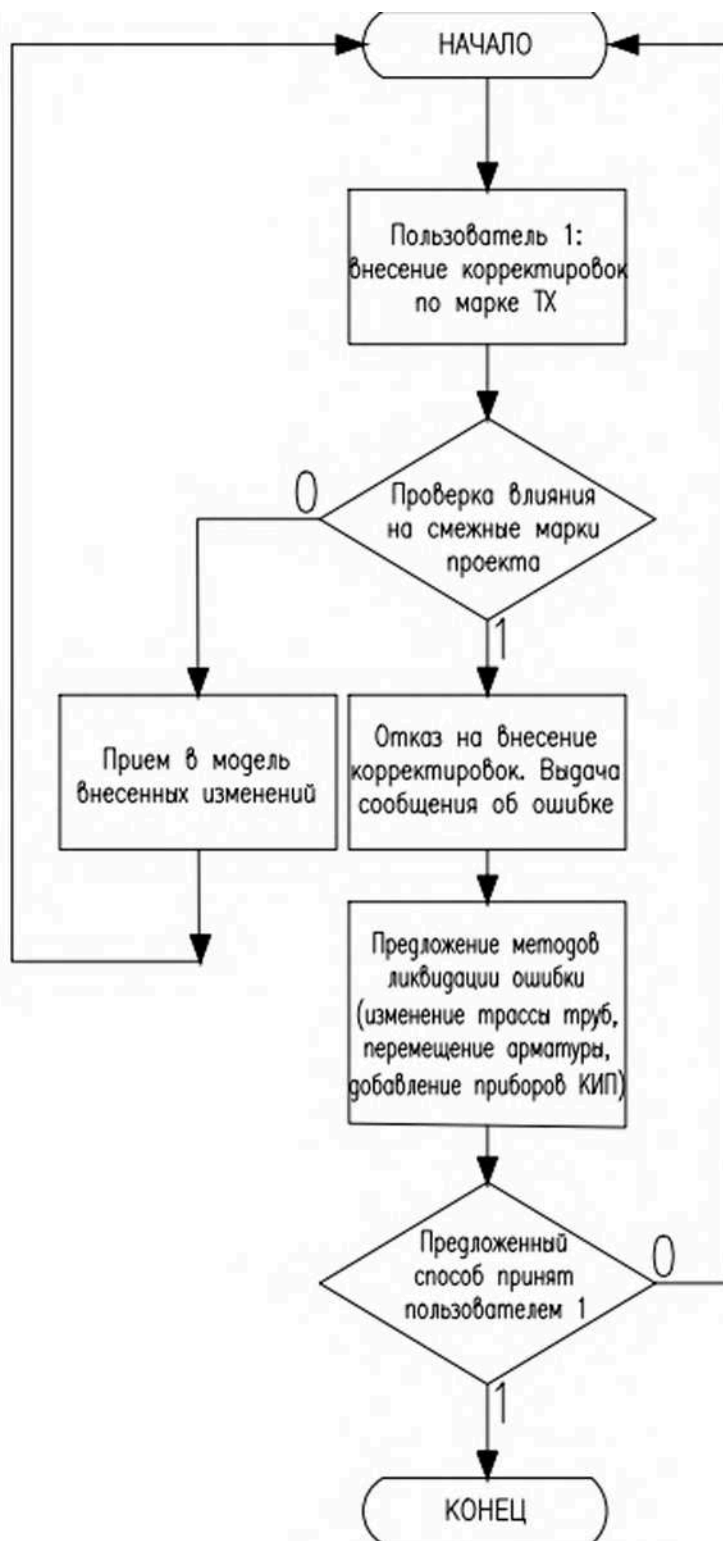 НАЧАЛО
Пользователь 1:
внесение корректировок
по марке ТХ
0
Проверка влияния
на смежные марки
проекта
1
Прием в модель
внесенных изменений
Отказ на внесение
корректировок. Выдача
сообщения об ошибке
Предложение методов
ликвидации ошибки
(изменение трассы труб,
перемещение арматуры,
добавление приборов КИП)
Предложенный
способ принят
пользователем 1
0
1
КОНЕЦ